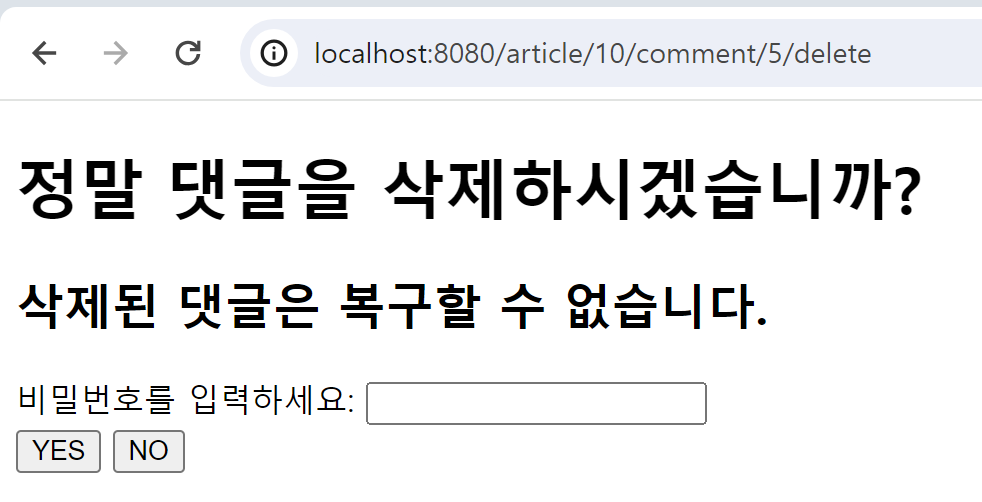 localhost:8080/article/10/comment/5/delete
정말 댓글을 삭제하시겠습니까?
삭제된 댓글은 복구할 수 없습니다.
비밀번호를 입력하세요:
YES NO